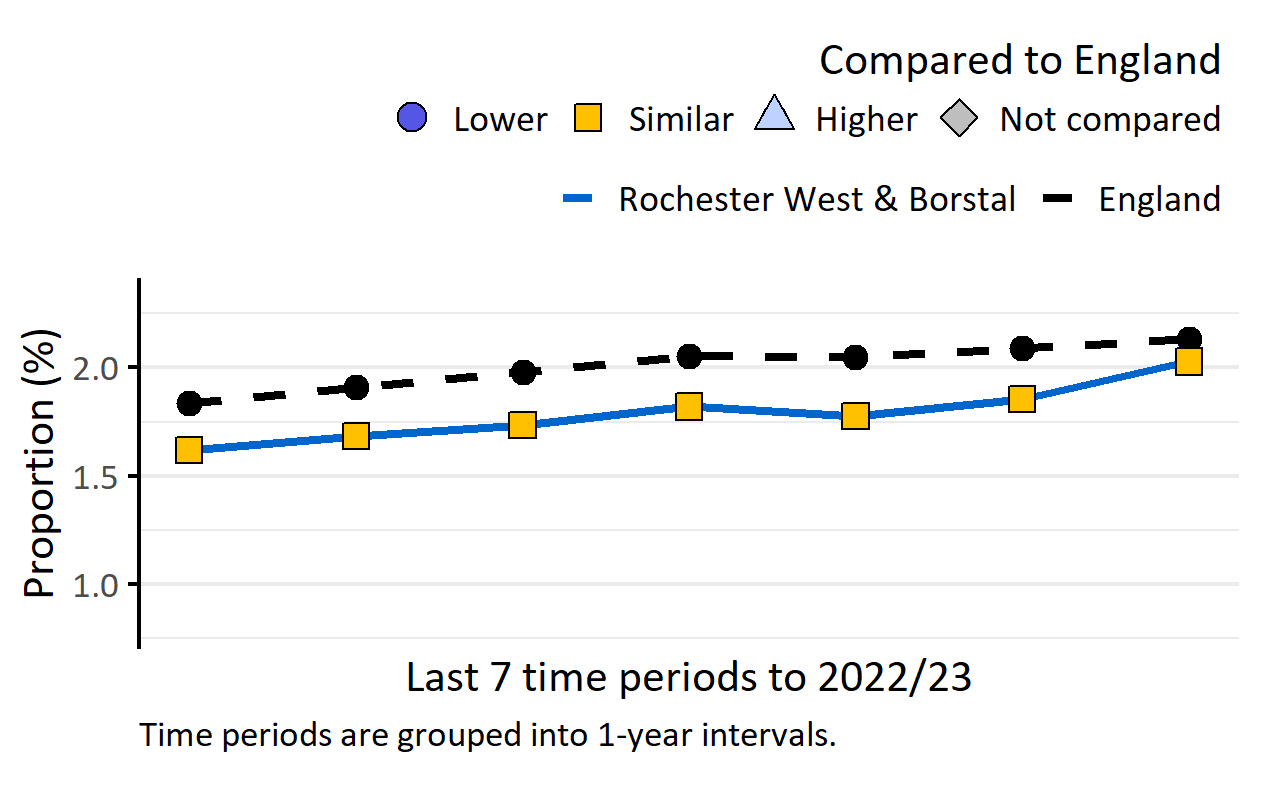 Compared to England
Lower Similar Higher Not compared
Rochester West & Borstal England
Proportion (%)
2.0
1.5
1.0
Last 7 time periods to 2022/23
Time periods are grouped into 1-year intervals.